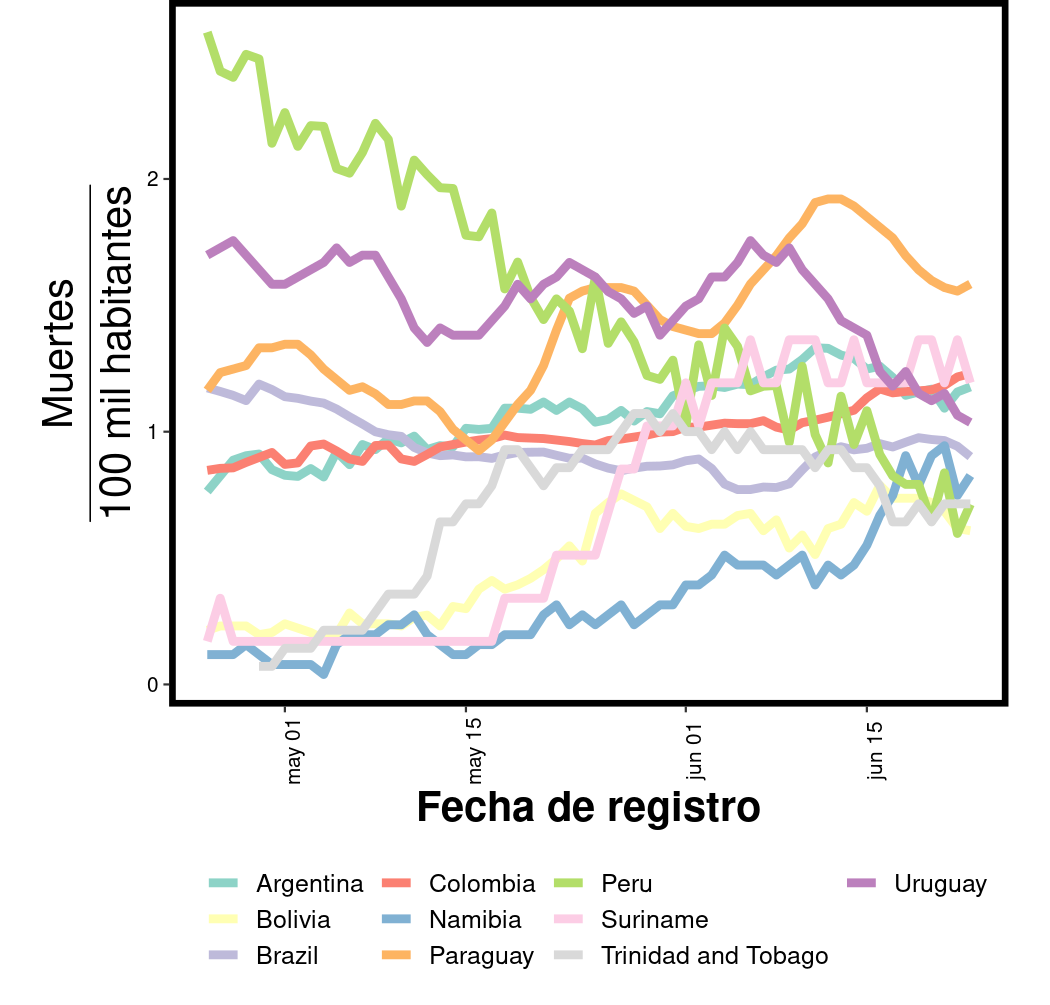 Muertes
100 mil habitantes
2
1
0
may 01
may 15
jun 01
jun 15
Fecha de registro
Argentina
Bolivia
Brazil
Colombia
Namibia
Paraguay
Peru
Suriname
Trinidad and Tobago
Uruguay